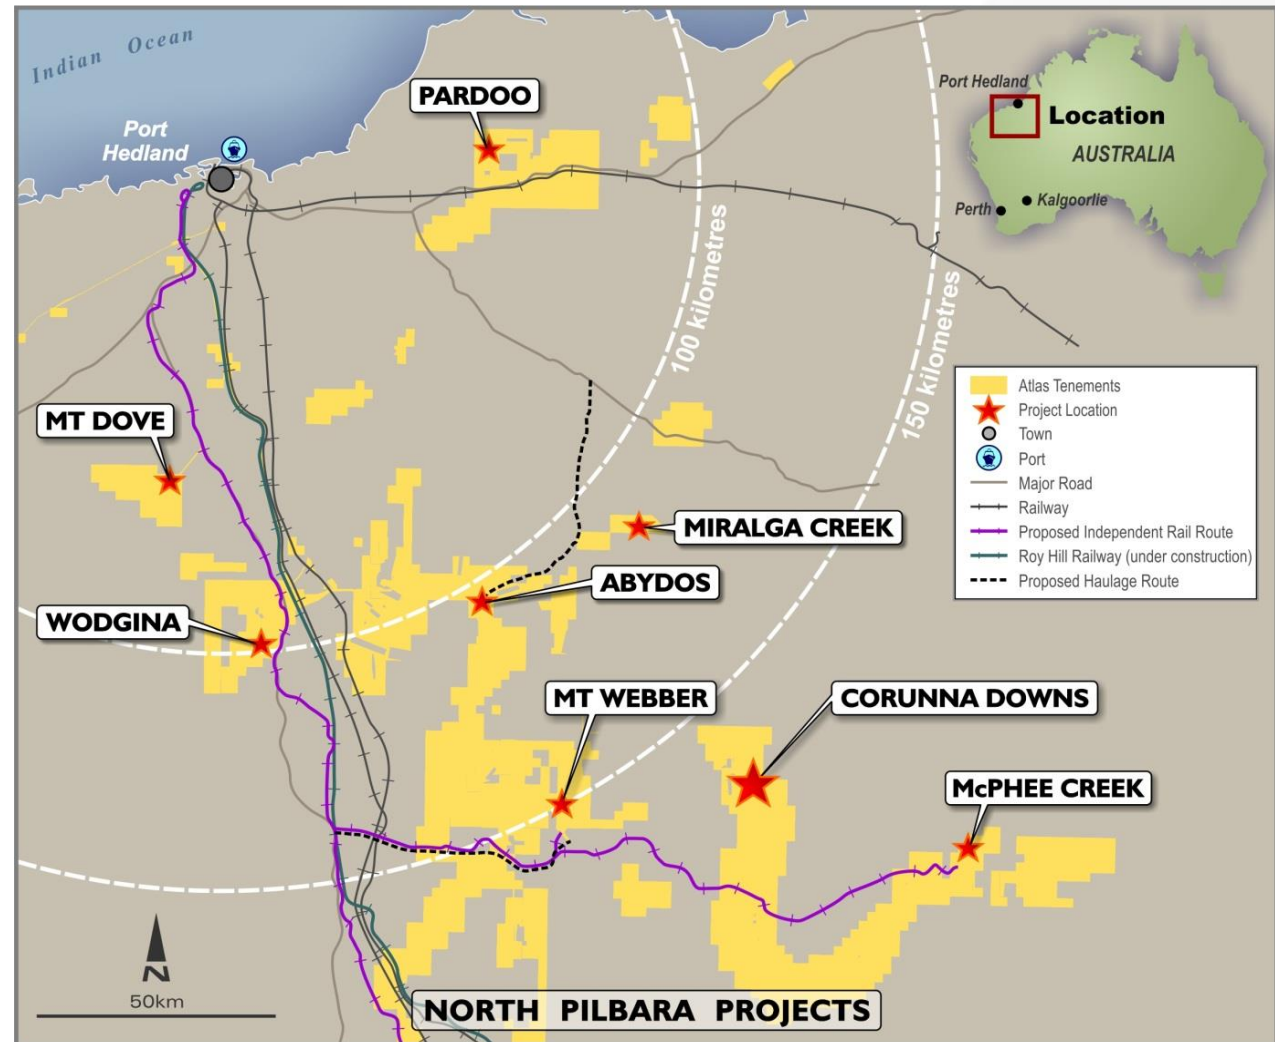 Indian Ocean
PARDOO
Port
Hedland
Port Hedland
Location
AUSTRALIA
Perth
Kalgoorlie
100 kilometres
150 kilometres
Atlas Tenements
Project Location
Town
Port
Major Road
Railway
Proposed Independent Rail Route
Roy Hill Railway (under construction)
Proposed Haulage Route
MT DOVE
MIRALGA CREEK
ABYDOS
WODGINA
MT WEBBER
CORUNNA DOWNS
McPHEE CREEK
N
50km
NORTH PILBARA PROJECTS